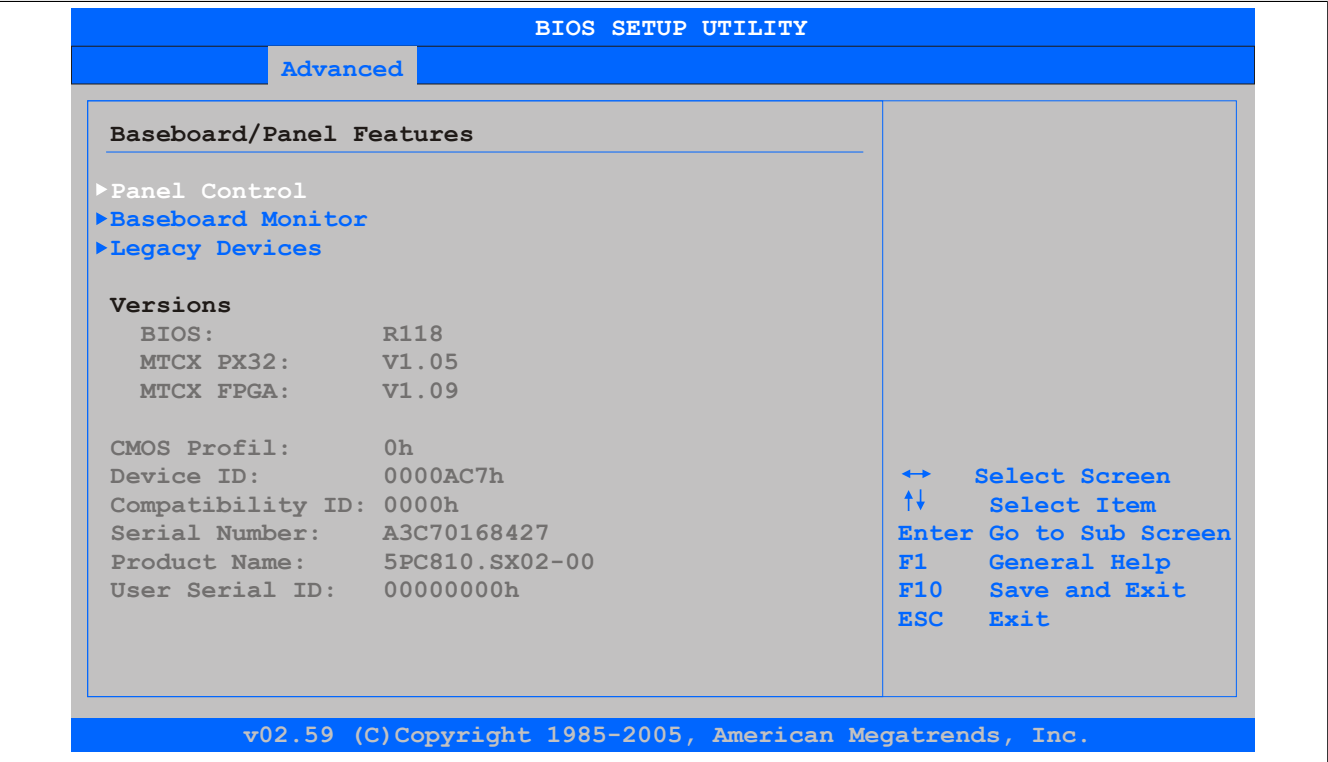 BIOS SETUP UTILITY
Advanced
Baseboard/Panel Features
▶Panel Control
▶Baseboard Monitor
▶Legacy Devices
Versions
BIOS: R118
MTCX PX32: V1.05
MTCX FPGA: V1.09
CMOS Profil: 0h
Device ID: 0000AC7h
Compatibility ID: 0000h
Serial Number: A3C70168427
Product Name: 5PC810.SX02-00
User Serial ID: 00000000h
↔ Select Screen
↑↓ Select Item
Enter Go to Sub Screen
F1 General Help
F10 Save and Exit
ESC Exit
v02.59 (C)Copyright 1985-2005, American Megatrends, Inc.